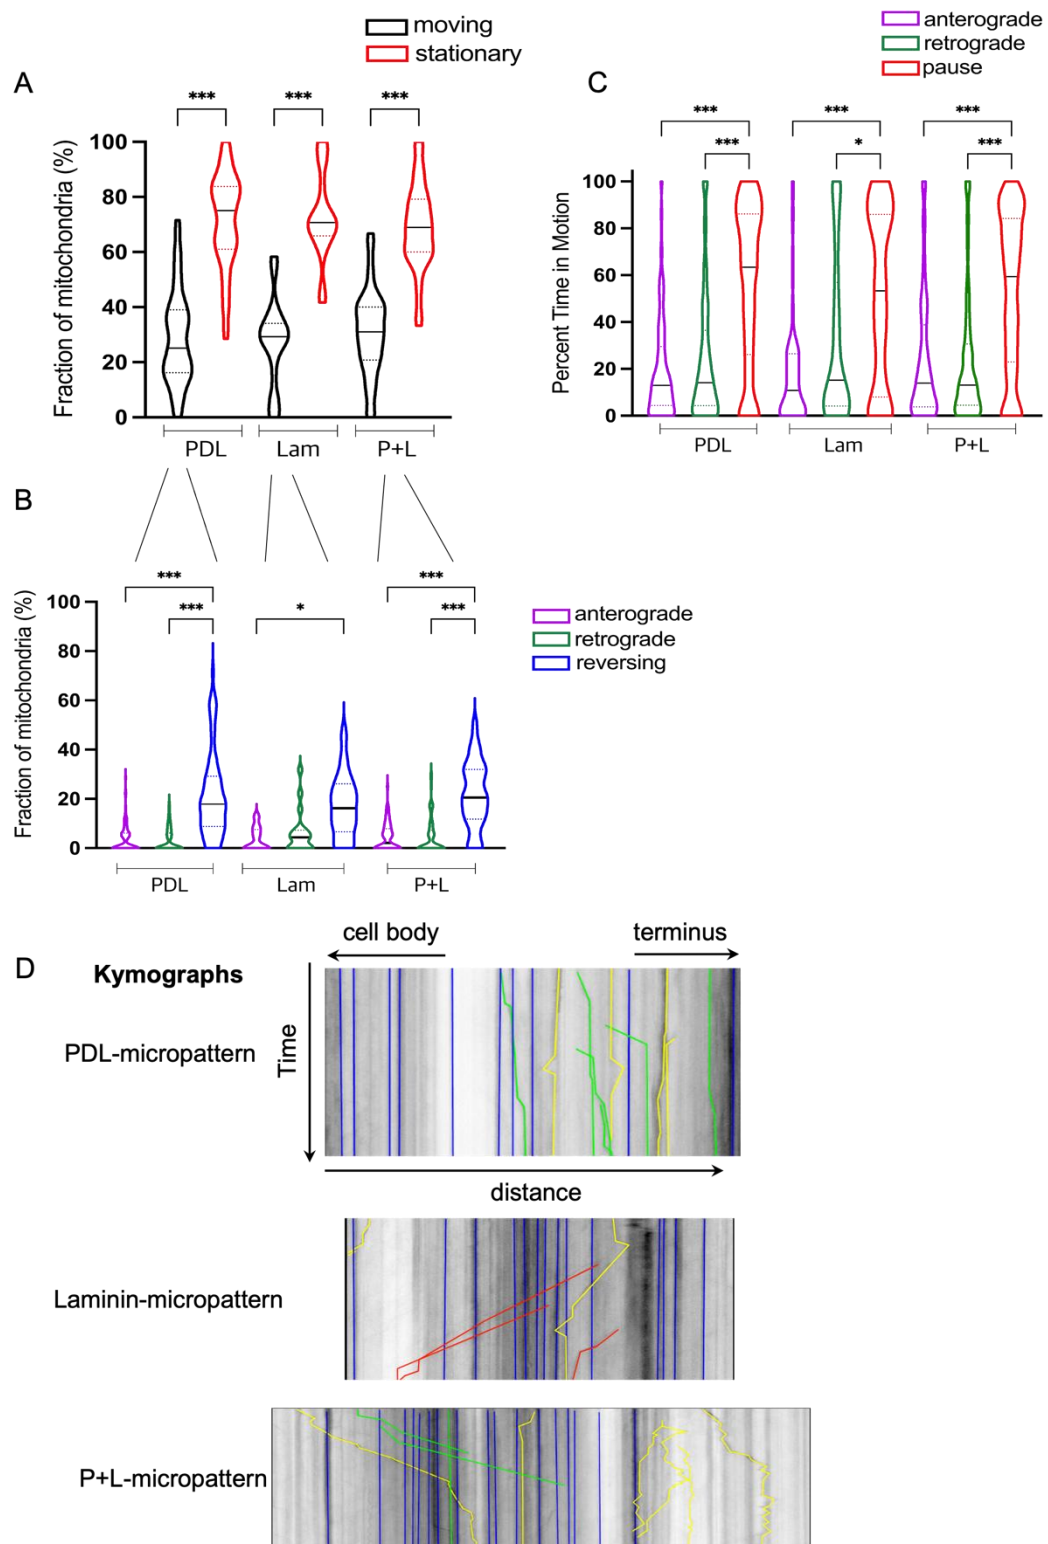 moving
stationary
A
*** *** ***
Fraction of mitochondria (%)
100
80
60
40
20
0
PDL Lam P+L
anterograde
retrograde
pause
C
*** *** ***
*** * ***
Percent Time in Motion
100
80
60
40
20
0
PDL Lam P+L
B
*** ***
*** * ***
Fraction of mitochondria (%)
100
80
60
40
20
0
PDL Lam P+L
anterograde
retrograde
reversing
cell body terminus
D Kymographs
PDL-micropattern
Time
distance
Laminin-micropattern
P+L-micropattern